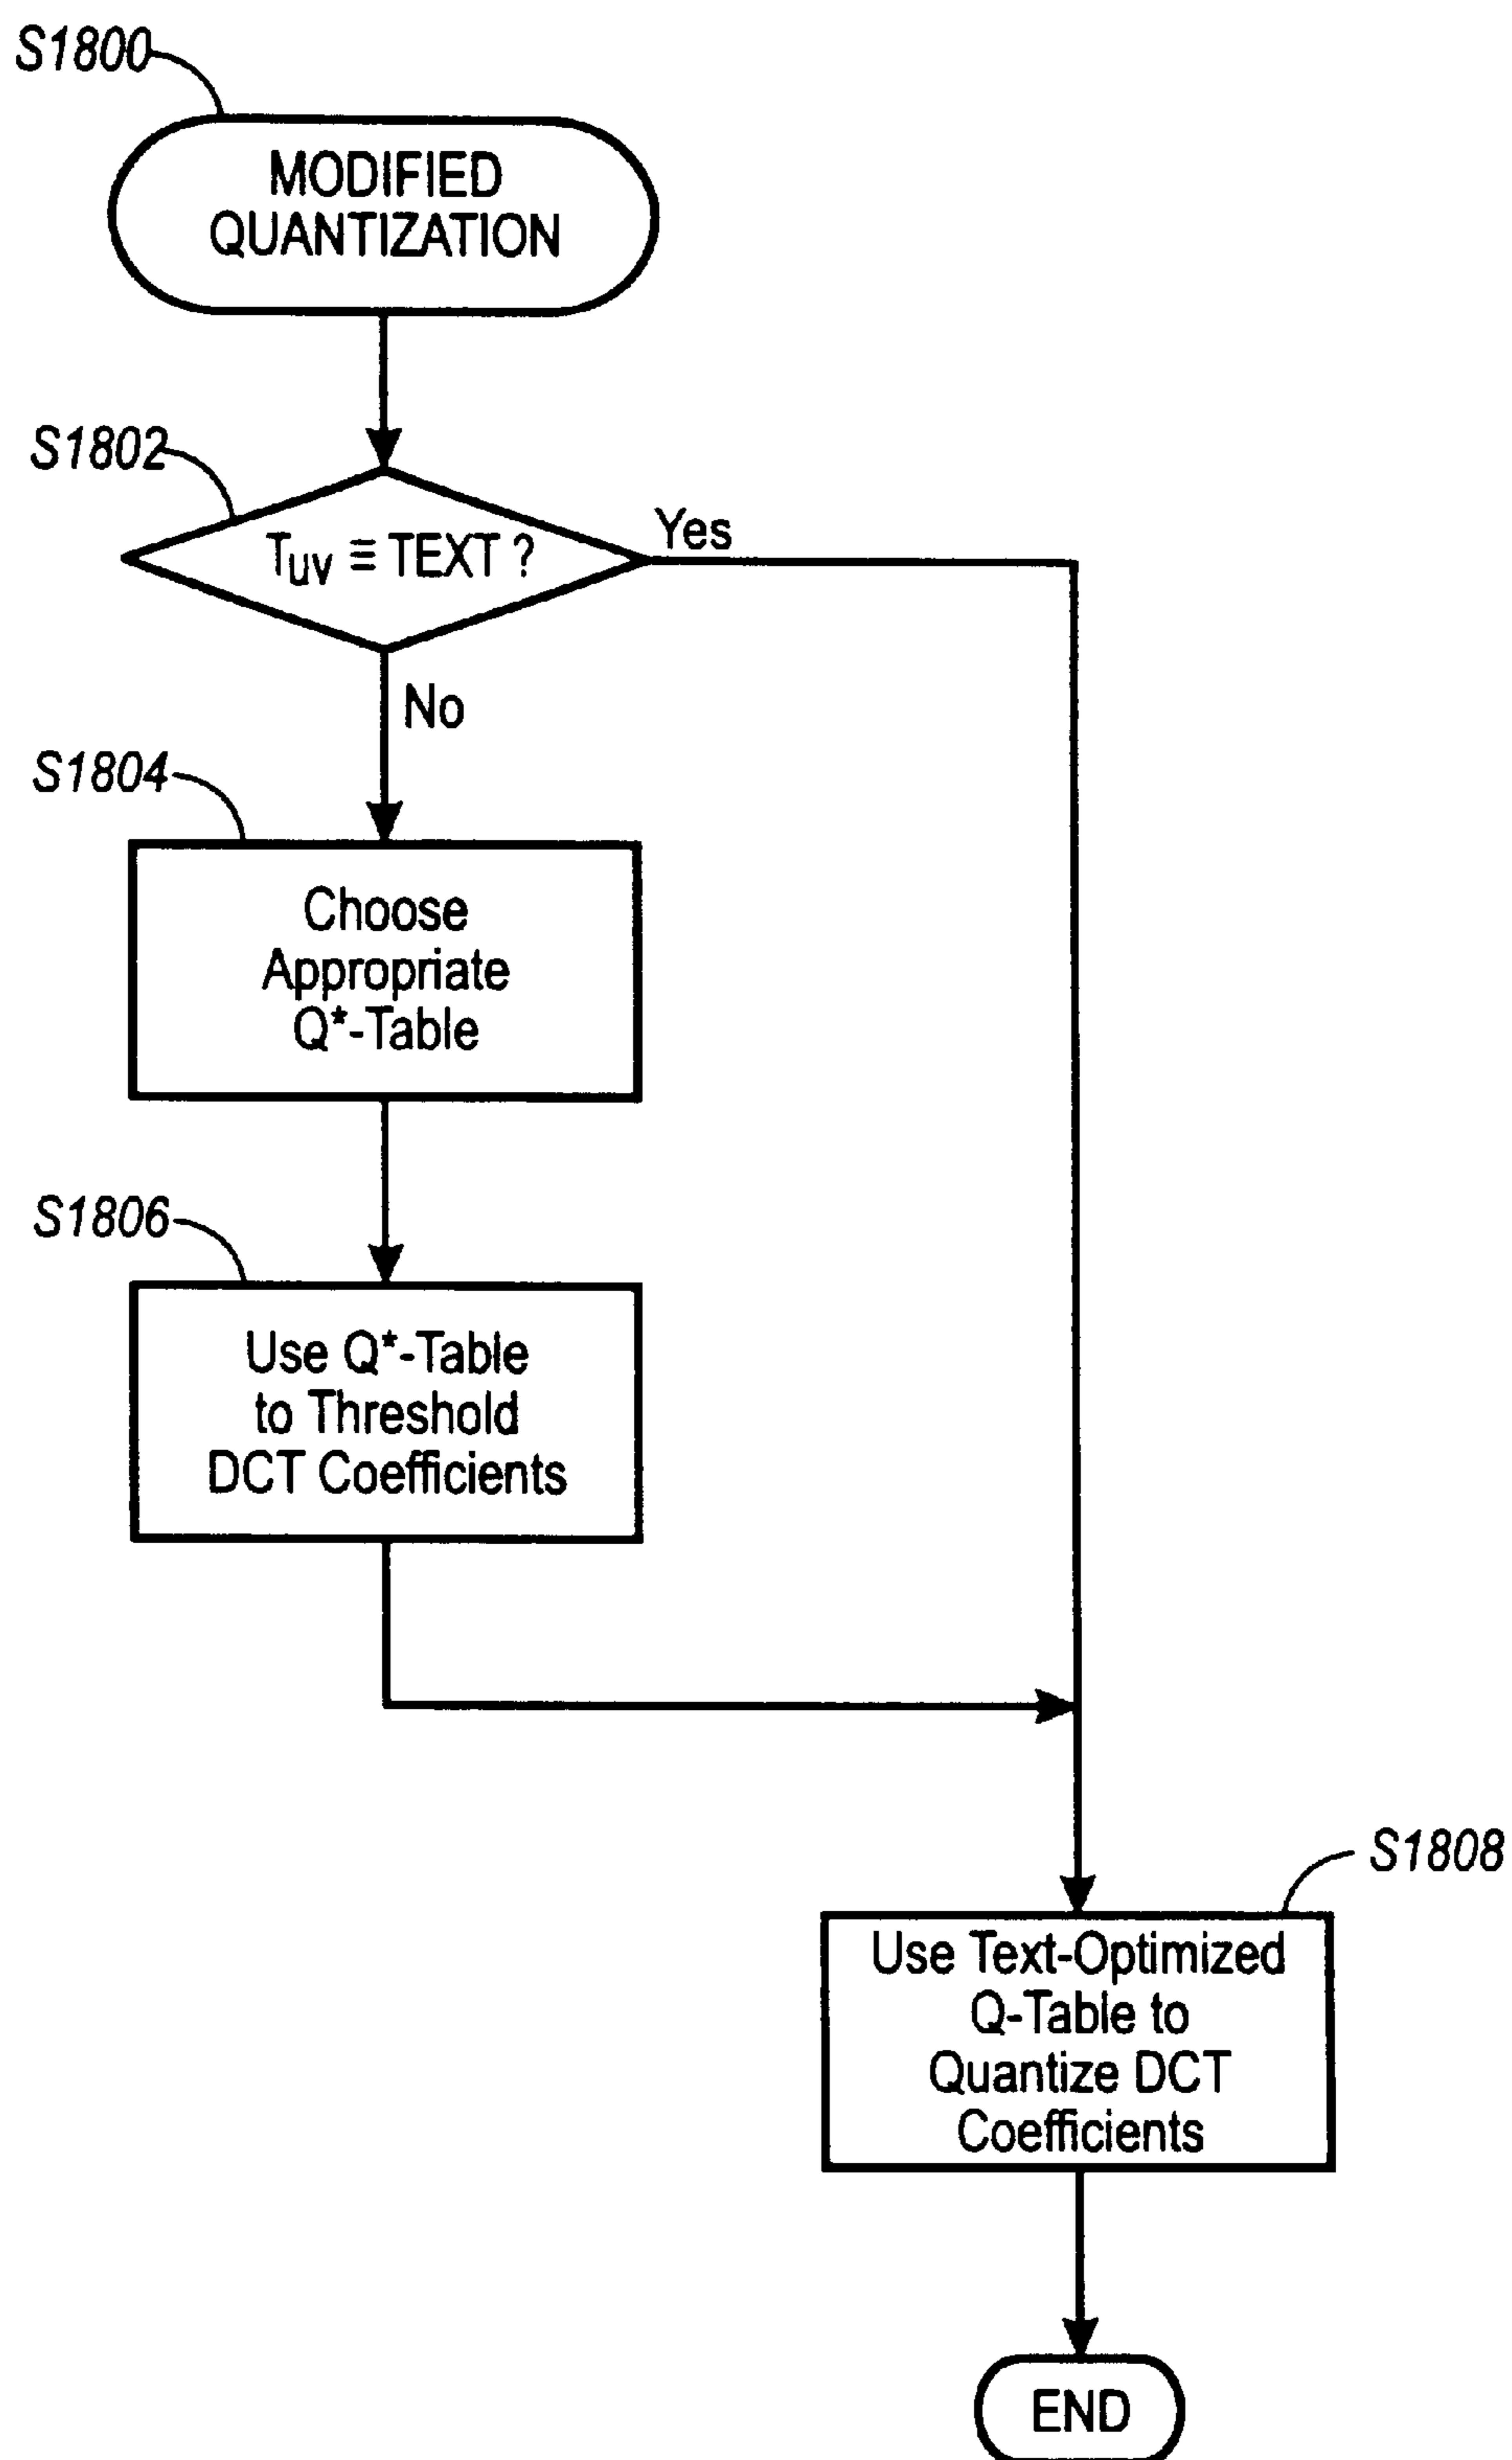 S1800
MODIFIED
QUANTIZATION
S1802
T_UV ≡ TEXT ?
Yes
No
S1804
Choose
Appropriate
Q*-Table
S1806
Use Q*-Table
to Threshold
DCT Coefficients
S1808
Use Text-Optimized
Q-Table to
Quantize DCT
Coefficients
END